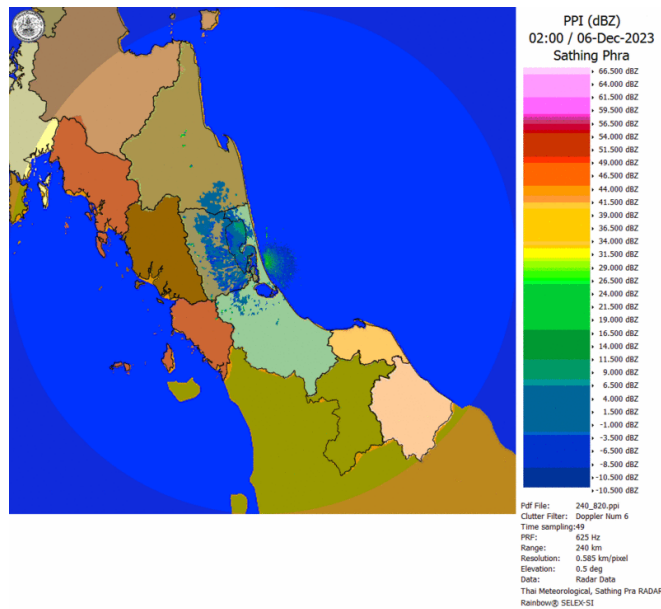 PPI (dBZ)
02:00 / 06-Dec-2023
Sathing Phra
66.500 dBZ
64.000 dBZ
61.500 dBZ
59.500 dBZ
56.500 dBZ
54.000 dBZ
51.500 dBZ
49.000 dBZ
46.500 dBZ
44.000 dBZ
41.500 dBZ
39.000 dBZ
36.500 dBZ
34.000 dBZ
31.500 dBZ
29.000 dBZ
26.500 dBZ
24.000 dBZ
21.500 dBZ
19.000 dBZ
16.500 dBZ
14.000 dBZ
11.500 dBZ
9.000 dBZ
6.500 dBZ
4.000 dBZ
1.500 dBZ
-1.000 dBZ
-3.500 dBZ
-6.500 dBZ
-8.500 dBZ
-10.500 dBZ
-10.500 dBZ
Pdf File: 240_820.ppi
Clutter Filter: Doppler Num 6
Time sampling:49
PRF: 625 Hz
Range: 240 km
Resolution: 0.585 km/pixel
Elevation: 0.5 deg
Data: Radar Data
Thai Meteorological, Sathing Pra RADAR
Rainbow® SELEX-SI